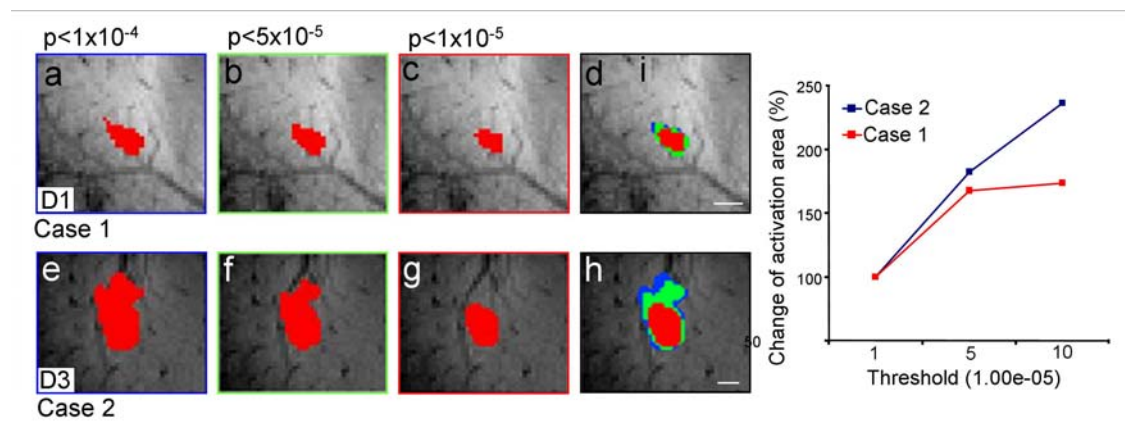 p<1x10⁻⁴ p<5x10⁻⁵ p<1x10⁻⁵
a b c d i
D1
Case 1
e f g h
D3
Case 2
Change of activation area (%)
250
200
150
100
50
Case 2
Case 1
1 5 10
Threshold (1.00e-05)